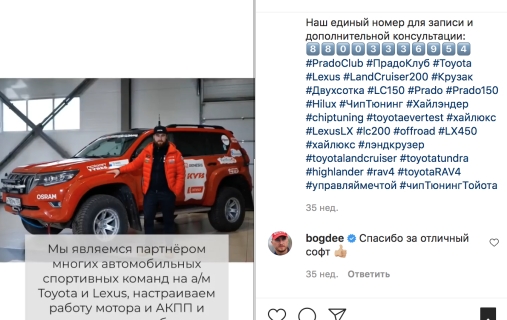 OSRAM
KYB
Мы являемся партнёром
многих автомобильных
спортивных команд на а/м
Toyota и Lexus, настраиваем
работу мотора и АКПП и
Наш единый номер для записи и
дополнительной консультации:
8 8 0 0 3 3 3 6 9 5 4
#PradoClub #ПрадоКлуб #Toyota
#Lexus #LandCruiser200 #Крузак
#Двухсотка #LC150 #Prado #Prado150
#Hilux #ЧипТюнинг #Хайлэндер
#chiptuning #toyotaevertest #хайлюкс
#LexusLX #lc200 #offroad #LX450
#хайлюкс #лэндкрузер
#toyotalandcruiser #toyotatundra
#highlander #rav4 #toyotaRAV4
#управляймечтой #чипТюнингТойота
35 нед.
bogdee Спасибо за отличный
софт 👍🏼
35 нед. Ответить